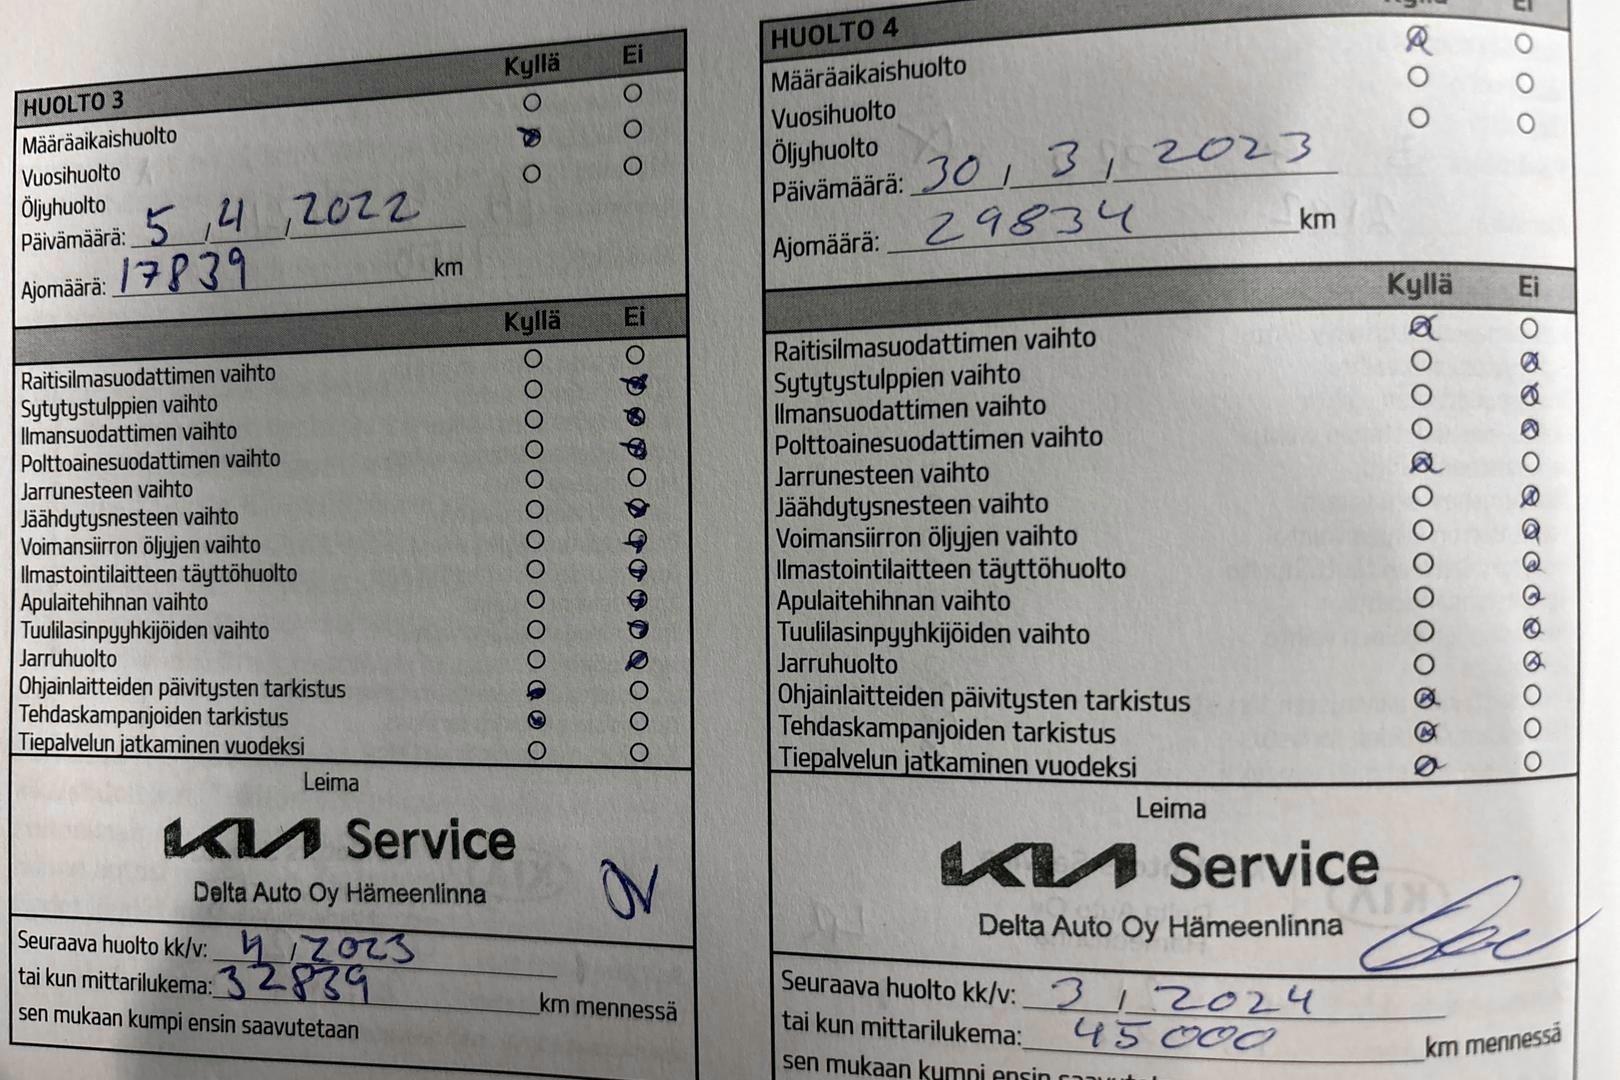 HUOLTO 3
Kyllä Ei
Määräaikaishuolto
Vuosihuolto
Öljyhuolto
Päivämäärä: 5 , 4 , 2022
Ajomäärä: 17839 km
Kyllä Ei
Raitisilmasuodattimen vaihto
Sytytystulppien vaihto
Ilmansuodattimen vaihto
Polttoainesuodattimen vaihto
Jarrunesteen vaihto
Jäähdytysnesteen vaihto
Voimansiirron öljyjen vaihto
Ilmastointilaitteen täyttöhuolto
Apulaitehihnan vaihto
Tuulilasinpyyhkijöiden vaihto
Jarruhuolto
Ohjainlaitteiden päivitysten tarkistus
Tehdaskampanjoiden tarkistus
Tiepalvelun jatkaminen vuodeksi
Leima
KIA Service
Delta Auto Oy Hämeenlinna
Seuraava huolto kk/v: 4 / 2023
tai kun mittarilukema: 32839 km mennessä
sen mukaan kumpi ensin saavutetaan
HUOLTO 4
Kyllä Ei
Määräaikaishuolto
Vuosihuolto
Öljyhuolto
Päivämäärä: 30 , 3 , 2023
Ajomäärä: 29834 km
Kyllä Ei
Raitisilmasuodattimen vaihto
Sytytystulppien vaihto
Ilmansuodattimen vaihto
Polttoainesuodattimen vaihto
Jarrunesteen vaihto
Jäähdytysnesteen vaihto
Voimansiirron öljyjen vaihto
Ilmastointilaitteen täyttöhuolto
Apulaitehihnan vaihto
Tuulilasinpyyhkijöiden vaihto
Jarruhuolto
Ohjainlaitteiden päivitysten tarkistus
Tehdaskampanjoiden tarkistus
Tiepalvelun jatkaminen vuodeksi
Leima
KIA Service
Delta Auto Oy Hämeenlinna
Seuraava huolto kk/v: 3 / 2024
tai kun mittarilukema: 45000 km mennessä
sen mukaan kumpi ensin